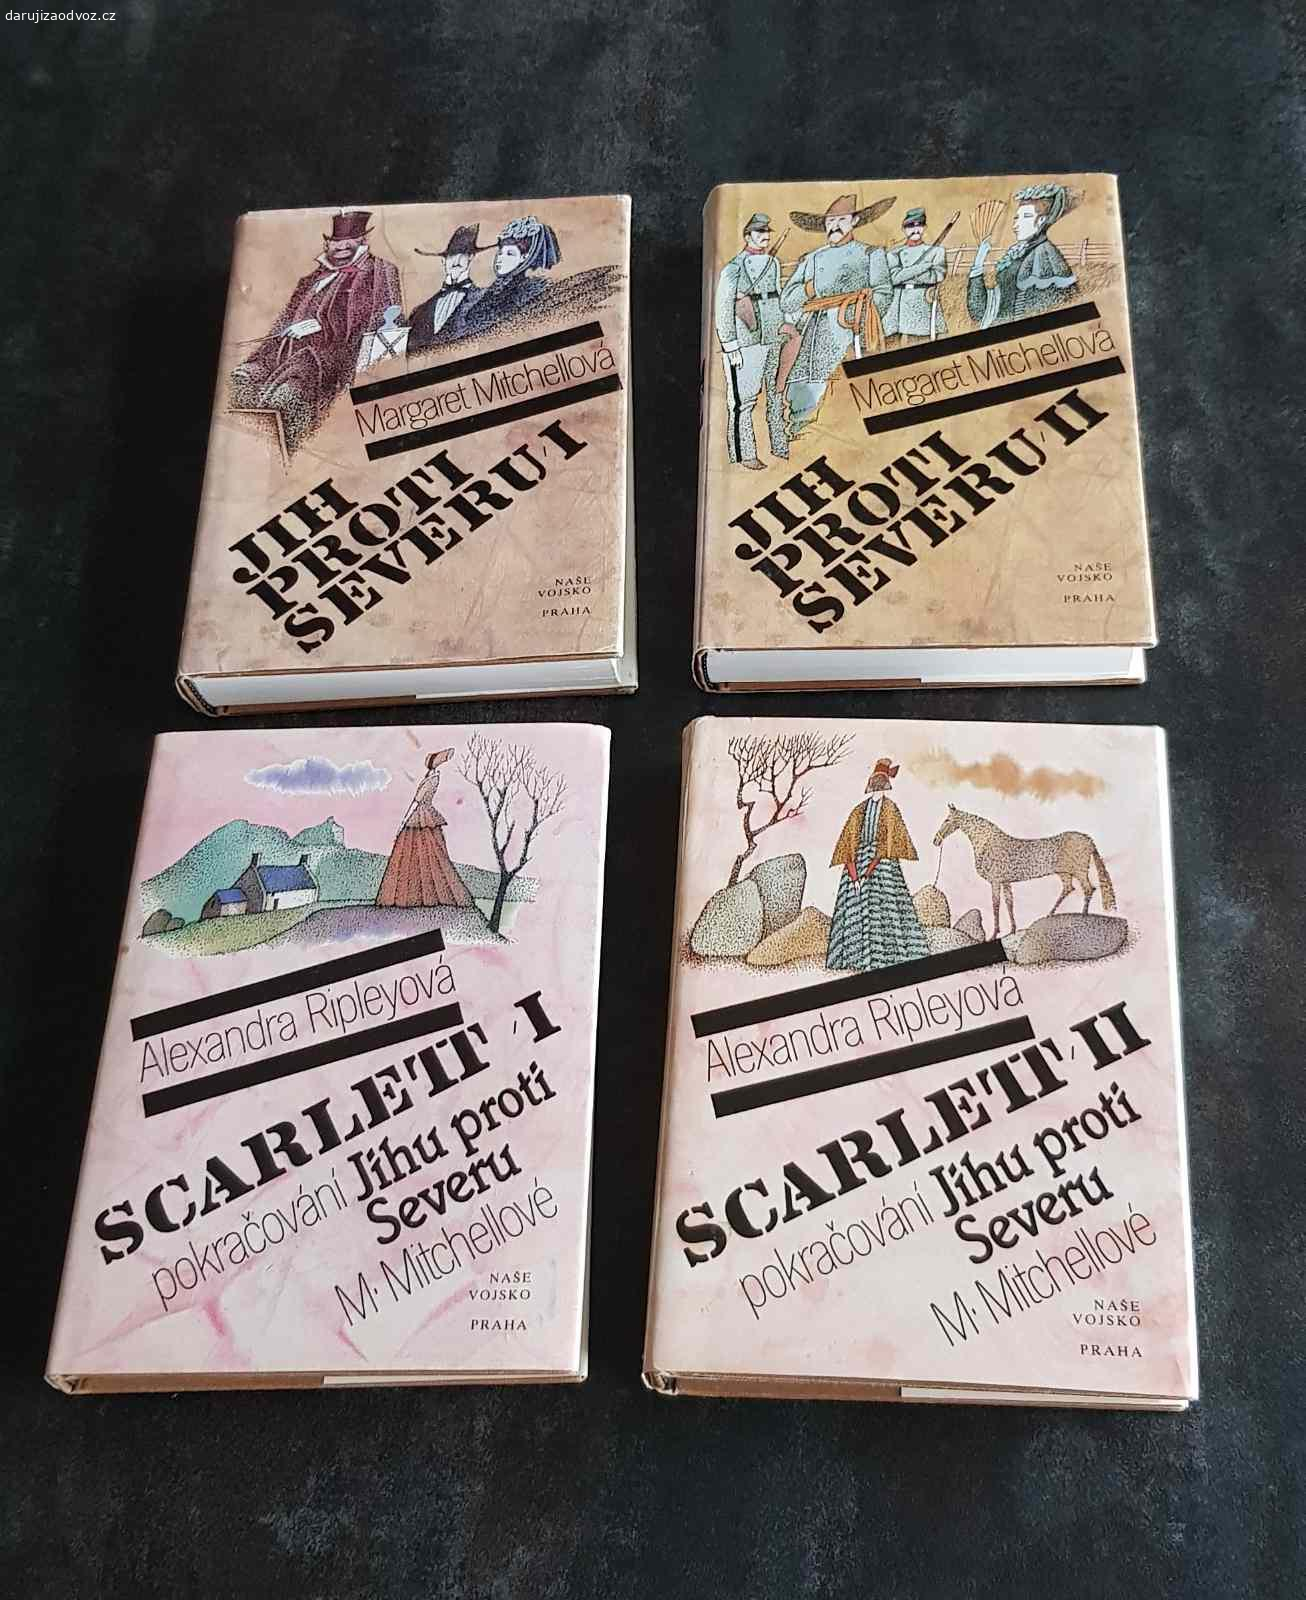 darujizaodvoz.cz
Margaret Mitchellová
JIH
PROTI
SEVERU/I
NAŠE
VOJSKO
PRAHA
Margaret Mitchellová
JIH
PROTI
SEVERU/II
NAŠE
VOJSKO
PRAHA
Alexandra Ripleyová
SCARLETT/I
pokračování Jihu proti
Severu
M. Mitchellové
NAŠE
VOJSKO
PRAHA
Alexandra Ripleyová
SCARLETT/II
pokračování Jihu proti
Severu
M. Mitchellové
NAŠE
VOJSKO
PRAHA